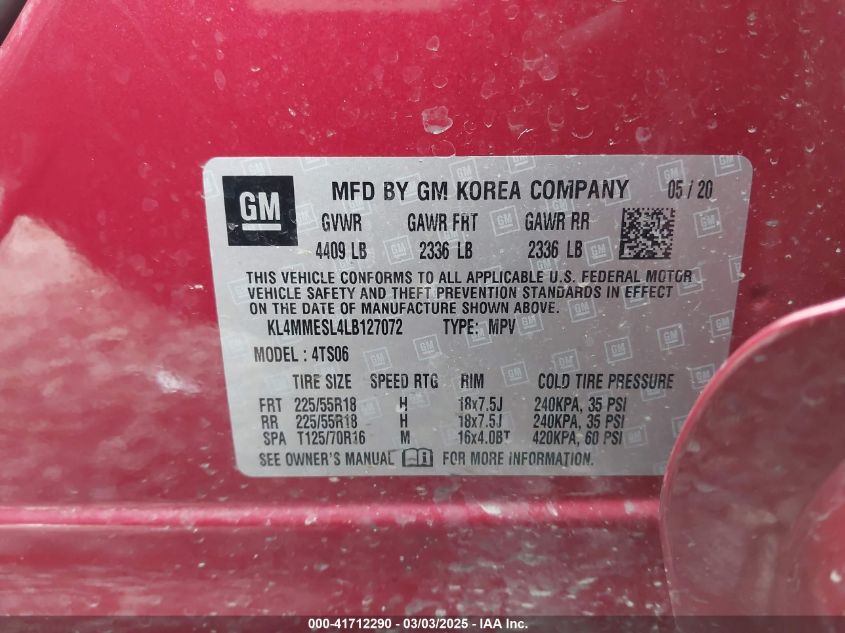 GM
MFD BY GM KOREA COMPANY 05 / 20
GVWR GAWR FRT GAWR RR
4409 LB 2336 LB 2336 LB
THIS VEHICLE CONFORMS TO ALL APPLICABLE U.S. FEDERAL MOTOR
VEHICLE SAFETY AND THEFT PREVENTION STANDARDS IN EFFECT
ON THE DATE OF MANUFACTURE SHOWN ABOVE.
KL4MMESL4LB127072 TYPE: MPV
MODEL : 4TS06
TIRE SIZE SPEED RTG RIM COLD TIRE PRESSURE
FRT 225/55R18 H 18x7.5J 240KPA, 35 PSI
RR 225/55R18 H 18x7.5J 240KPA, 35 PSI
SPA T125/70R16 M 16x4.0BT 420KPA, 60 PSI
SEE OWNER'S MANUAL FOR MORE INFORMATION.
000-41712290 - 03/03/2025 - IAAI Inc.